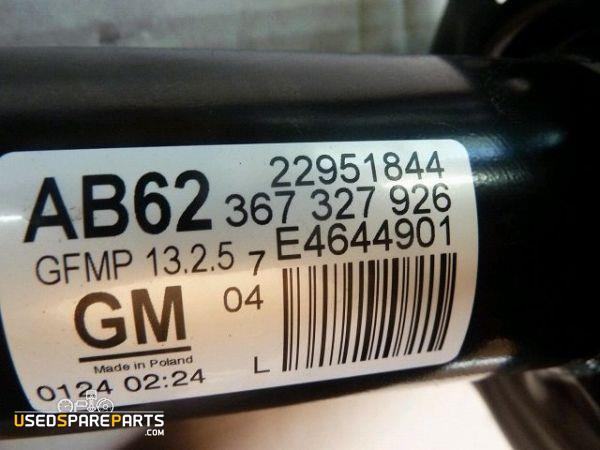 22951844
AB62 367 327 926
GFMP 13.2.5 7 E4644901
GM 04
Made in Poland
0124 02:24 L
USEDSPAREPARTS.COM